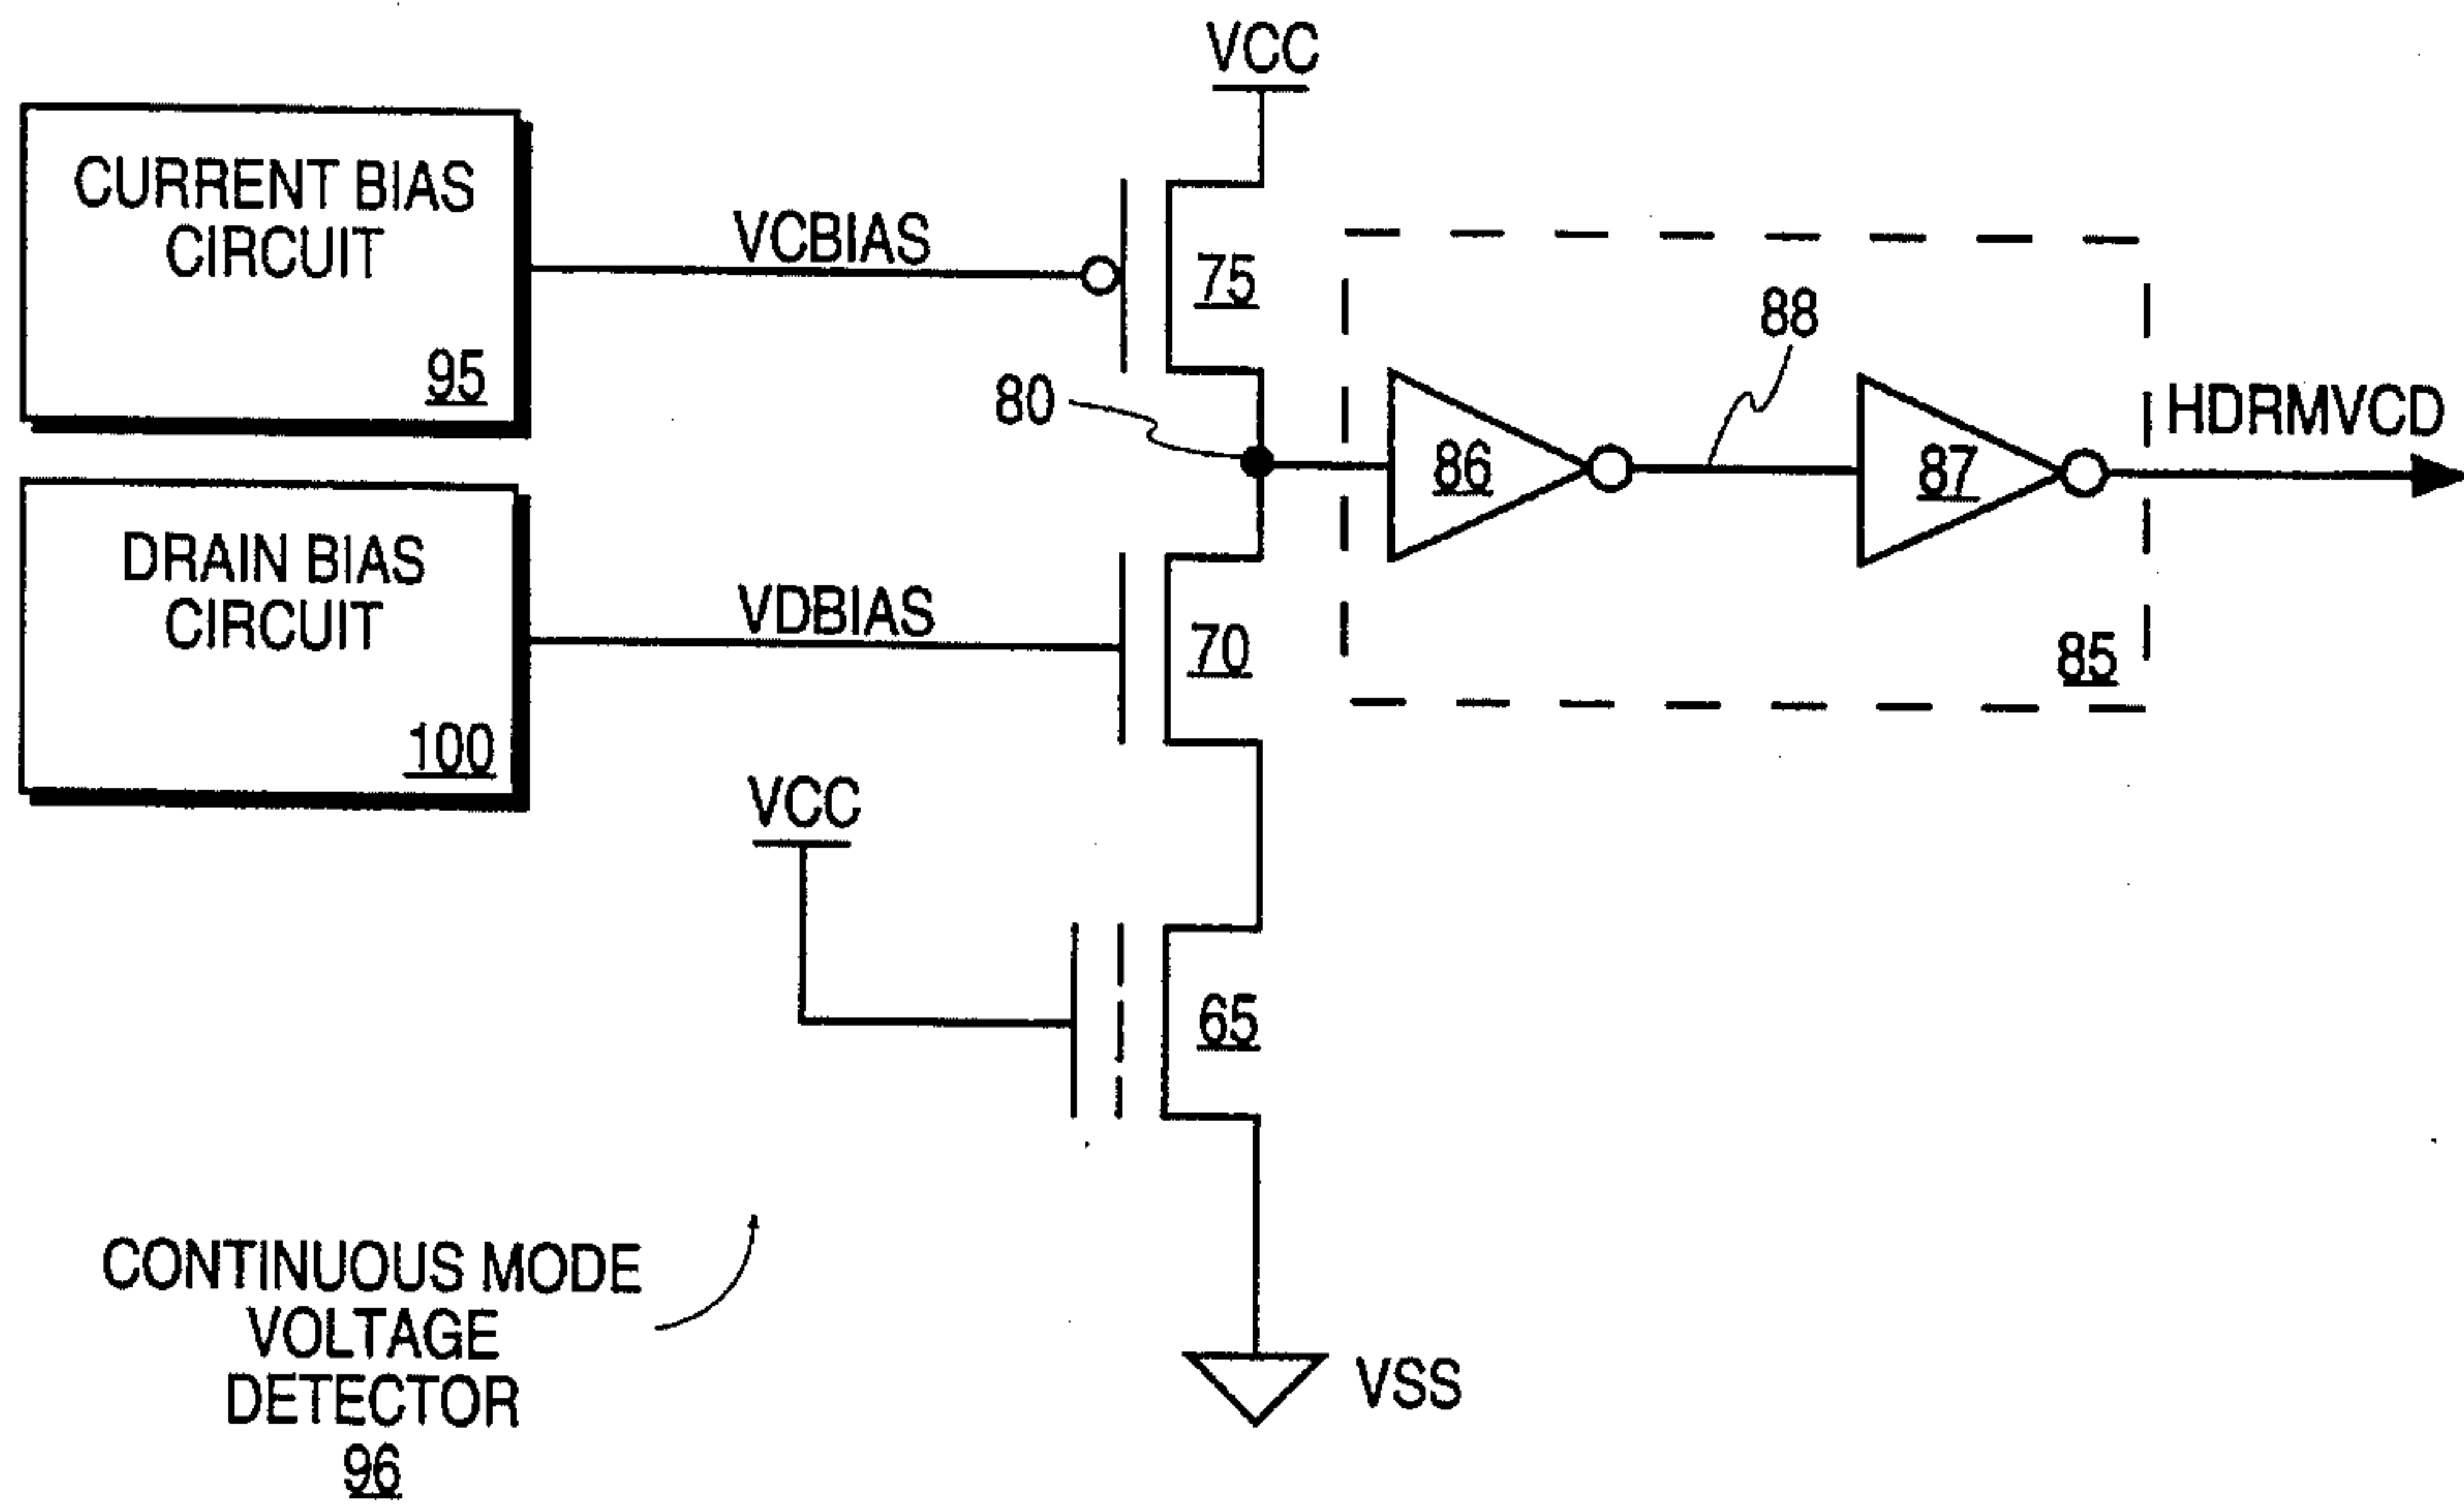 VCC
CURRENT BIAS
CIRCUIT
95
VCBIAS
75
88
80
86
87
HDRMVCD
85
DRAIN BIAS
CIRCUIT
100
VDBIAS
70
VCC
65
CONTINUOUS MODE
VOLTAGE
DETECTOR
96
VSS